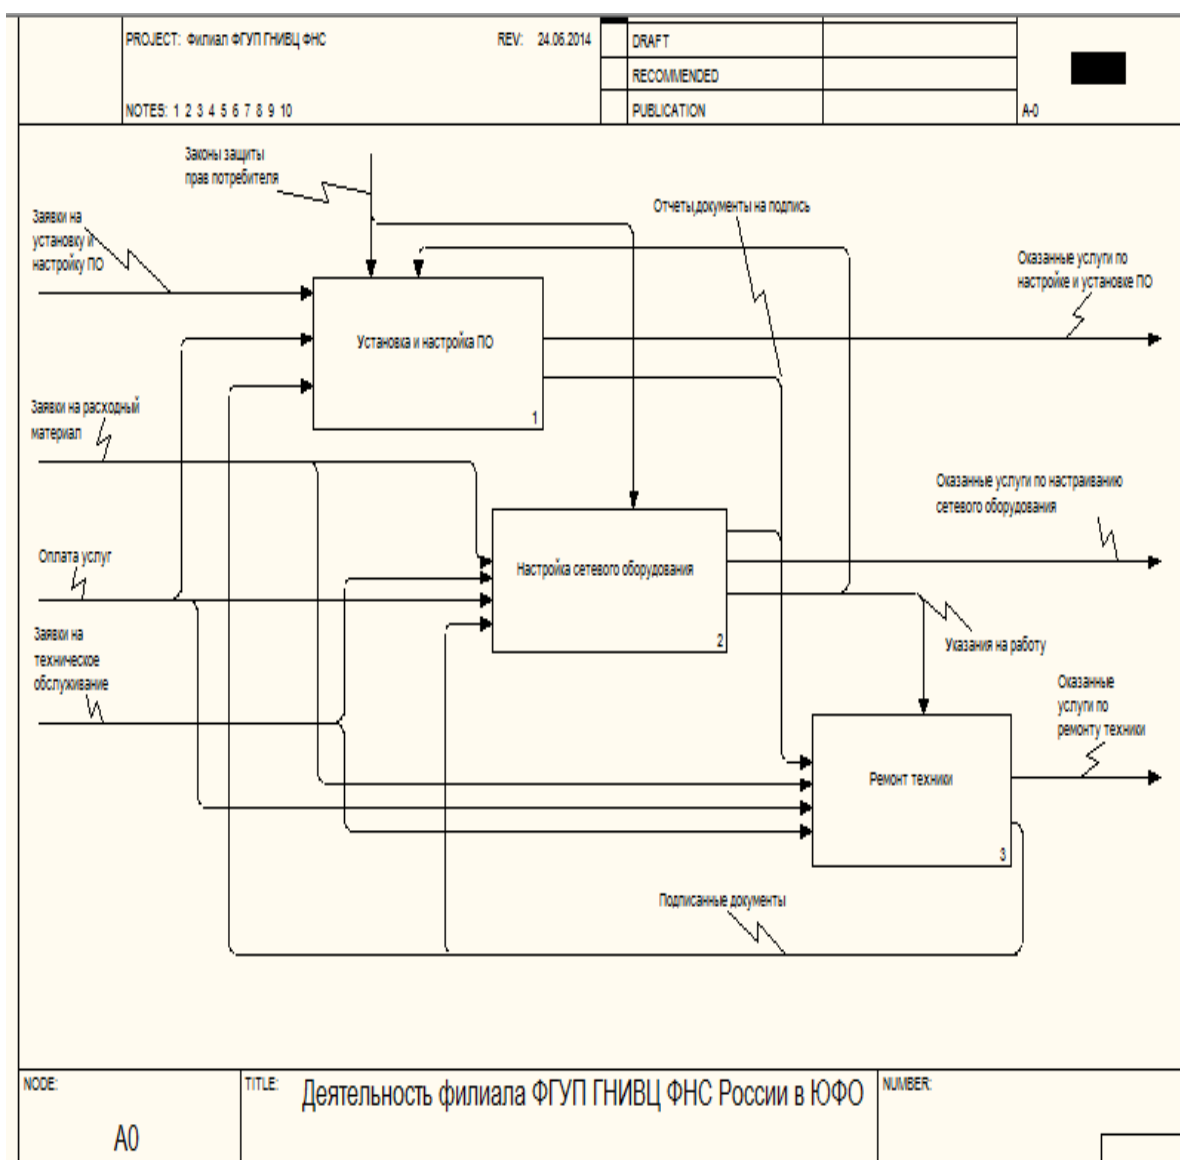 PROJECT: Филиал ФГУП ГНИВЦ ФНС
REV: 24.06.2014
DRAFT
RECOMMENDED
NOTES: 1 2 3 4 5 6 7 8 9 10
PUBLICATION
A-0
Законы защиты
прав потребителя
Заявки на
установку и
настройку ПО
Отчеты,документы на подпись
Оказанные услуги по
настройке и установке ПО
Установка и настройка ПО
1
Заявки на расходный
материал
Оказанные услуги по настраиванию
сетевого оборудования
Оплата услуг
Настройка сетевого оборудования
2
Заявки на
техническое
обслуживание
Указания на работу
Оказанные
услуги по
ремонту техники
Ремонт техники
3
Подписанные документы
NODE:
A0
TITLE:
Деятельность филиала ФГУП ГНИВЦ ФНС России в ЮФО
NUMBER: